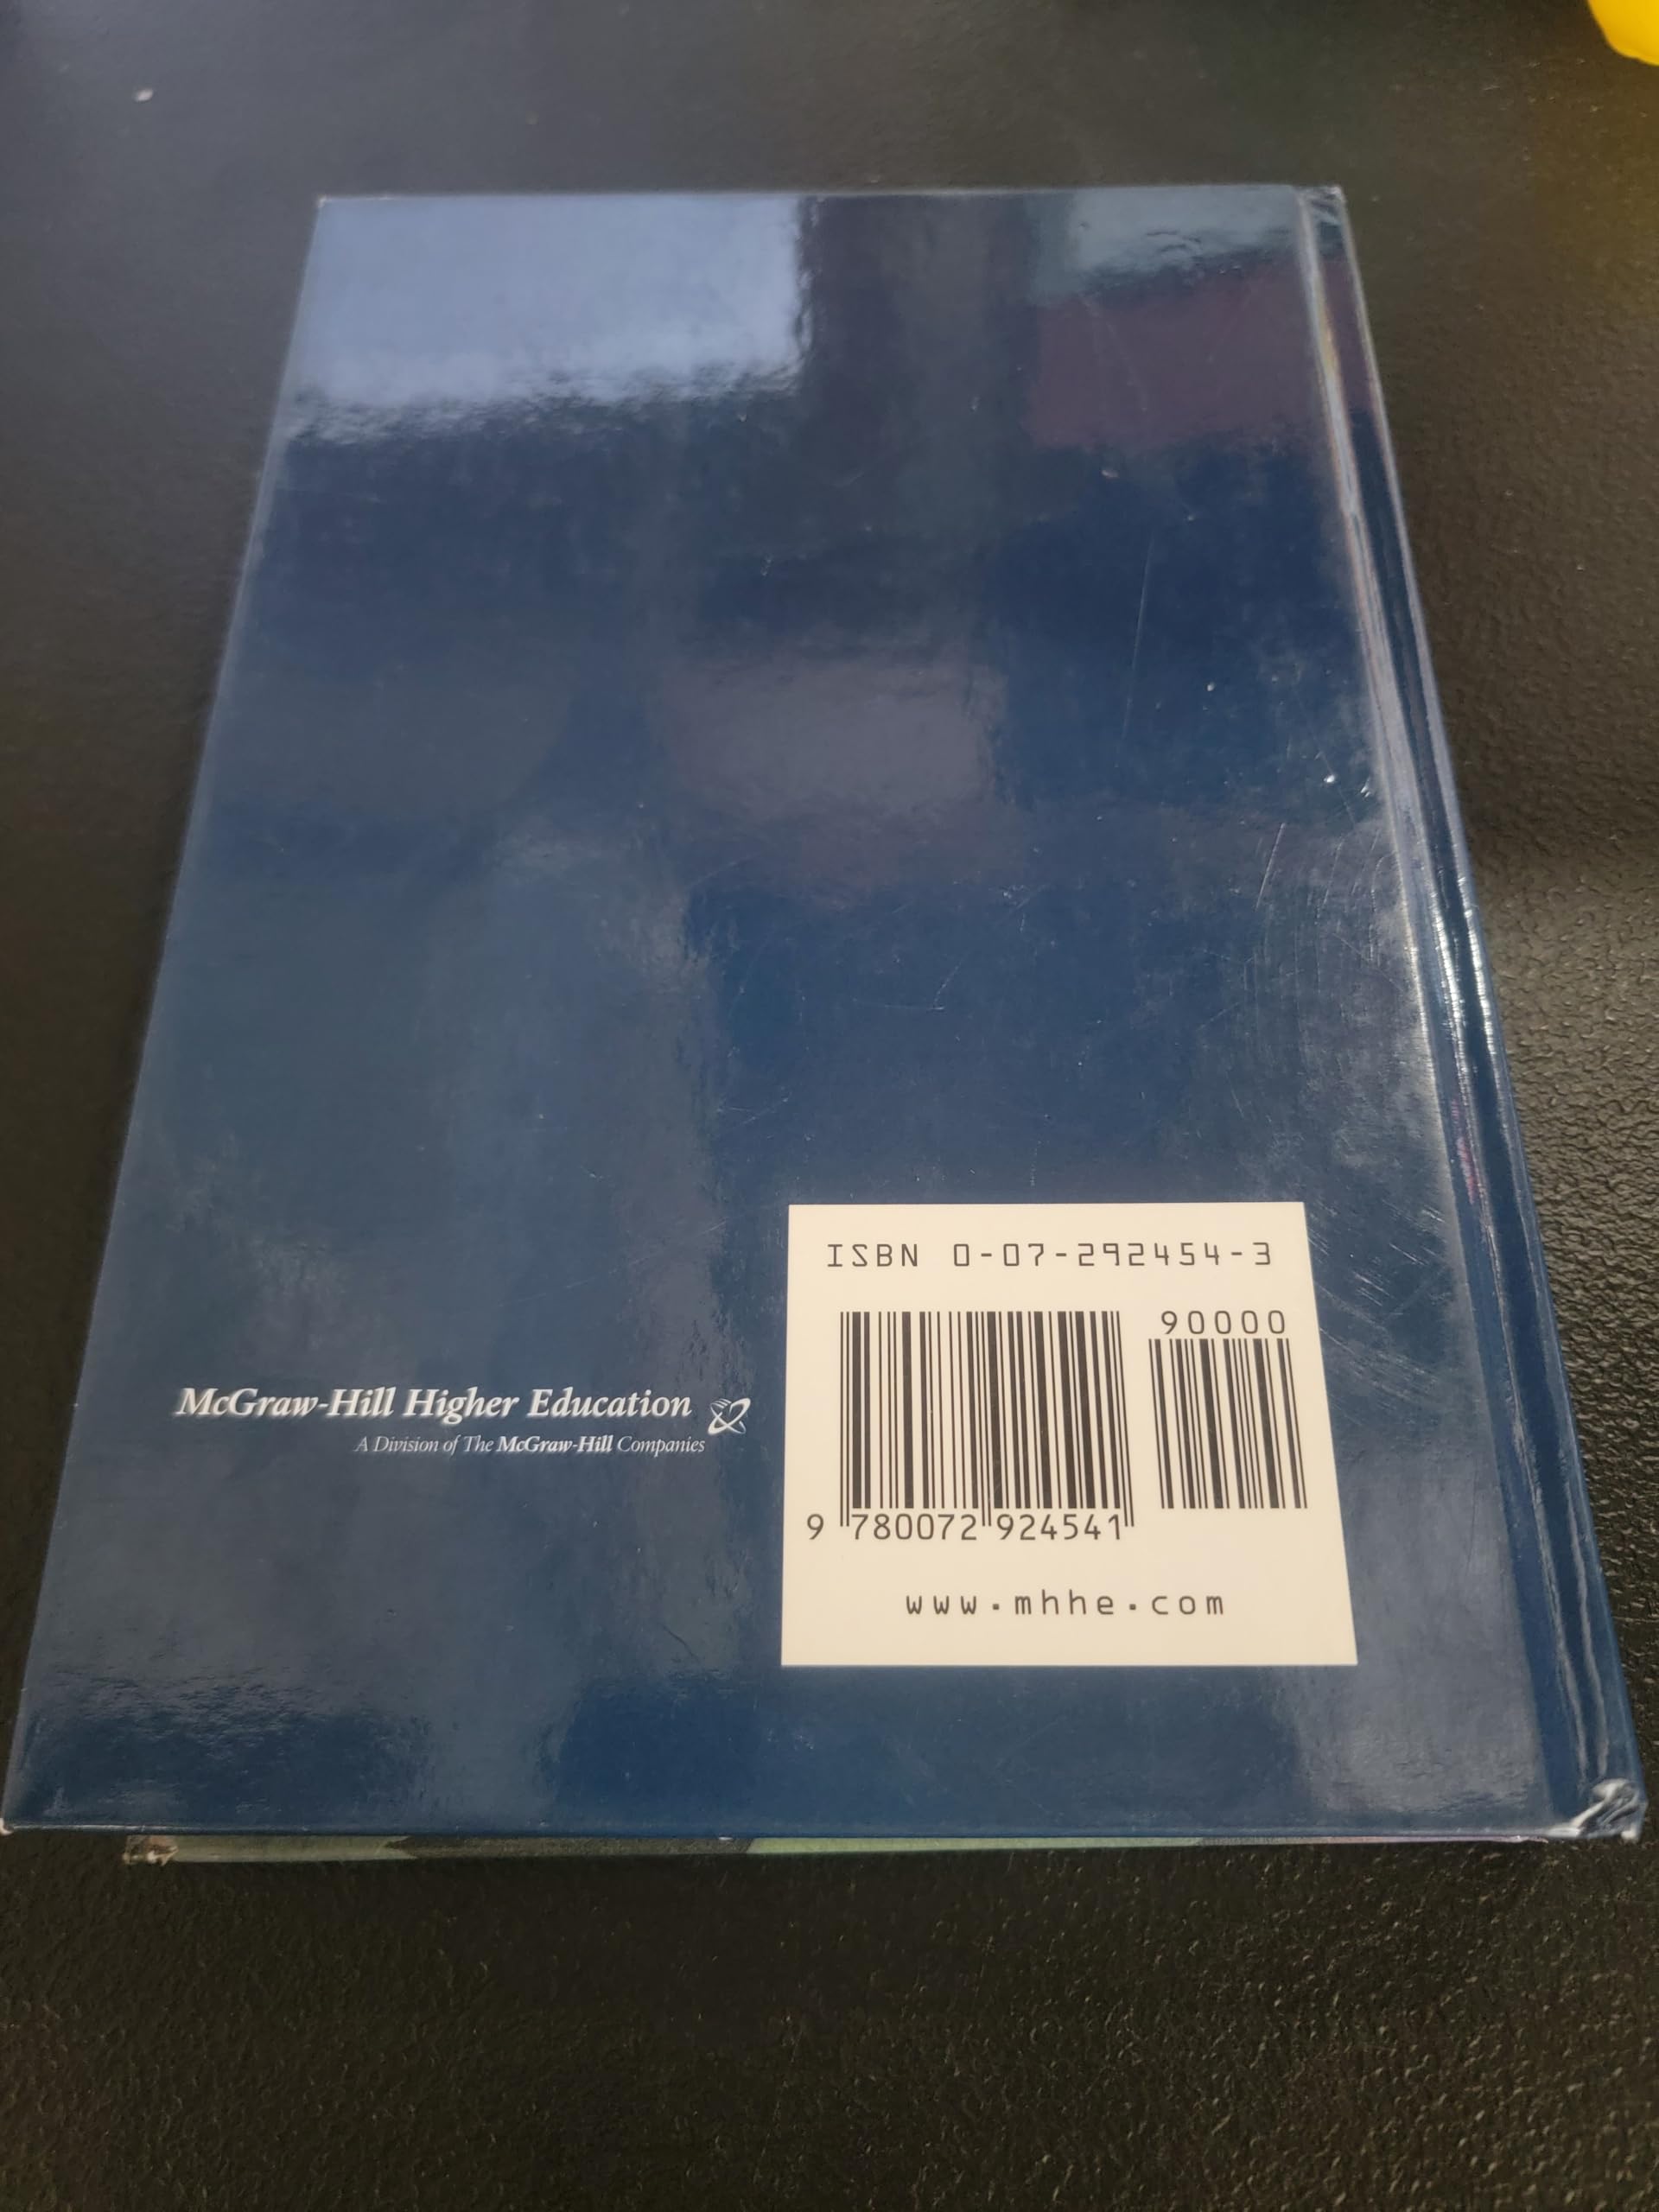 ISBN 0-07-292454-3
90000
9 780072 924541
www.mhhe.com
McGraw-Hill Higher Education
A Division of The McGraw-Hill Companies